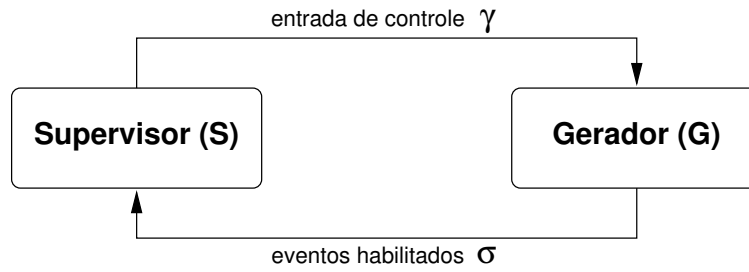 entrada de controle γ
Supervisor (S)
Gerador (G)
eventos habilitados σ